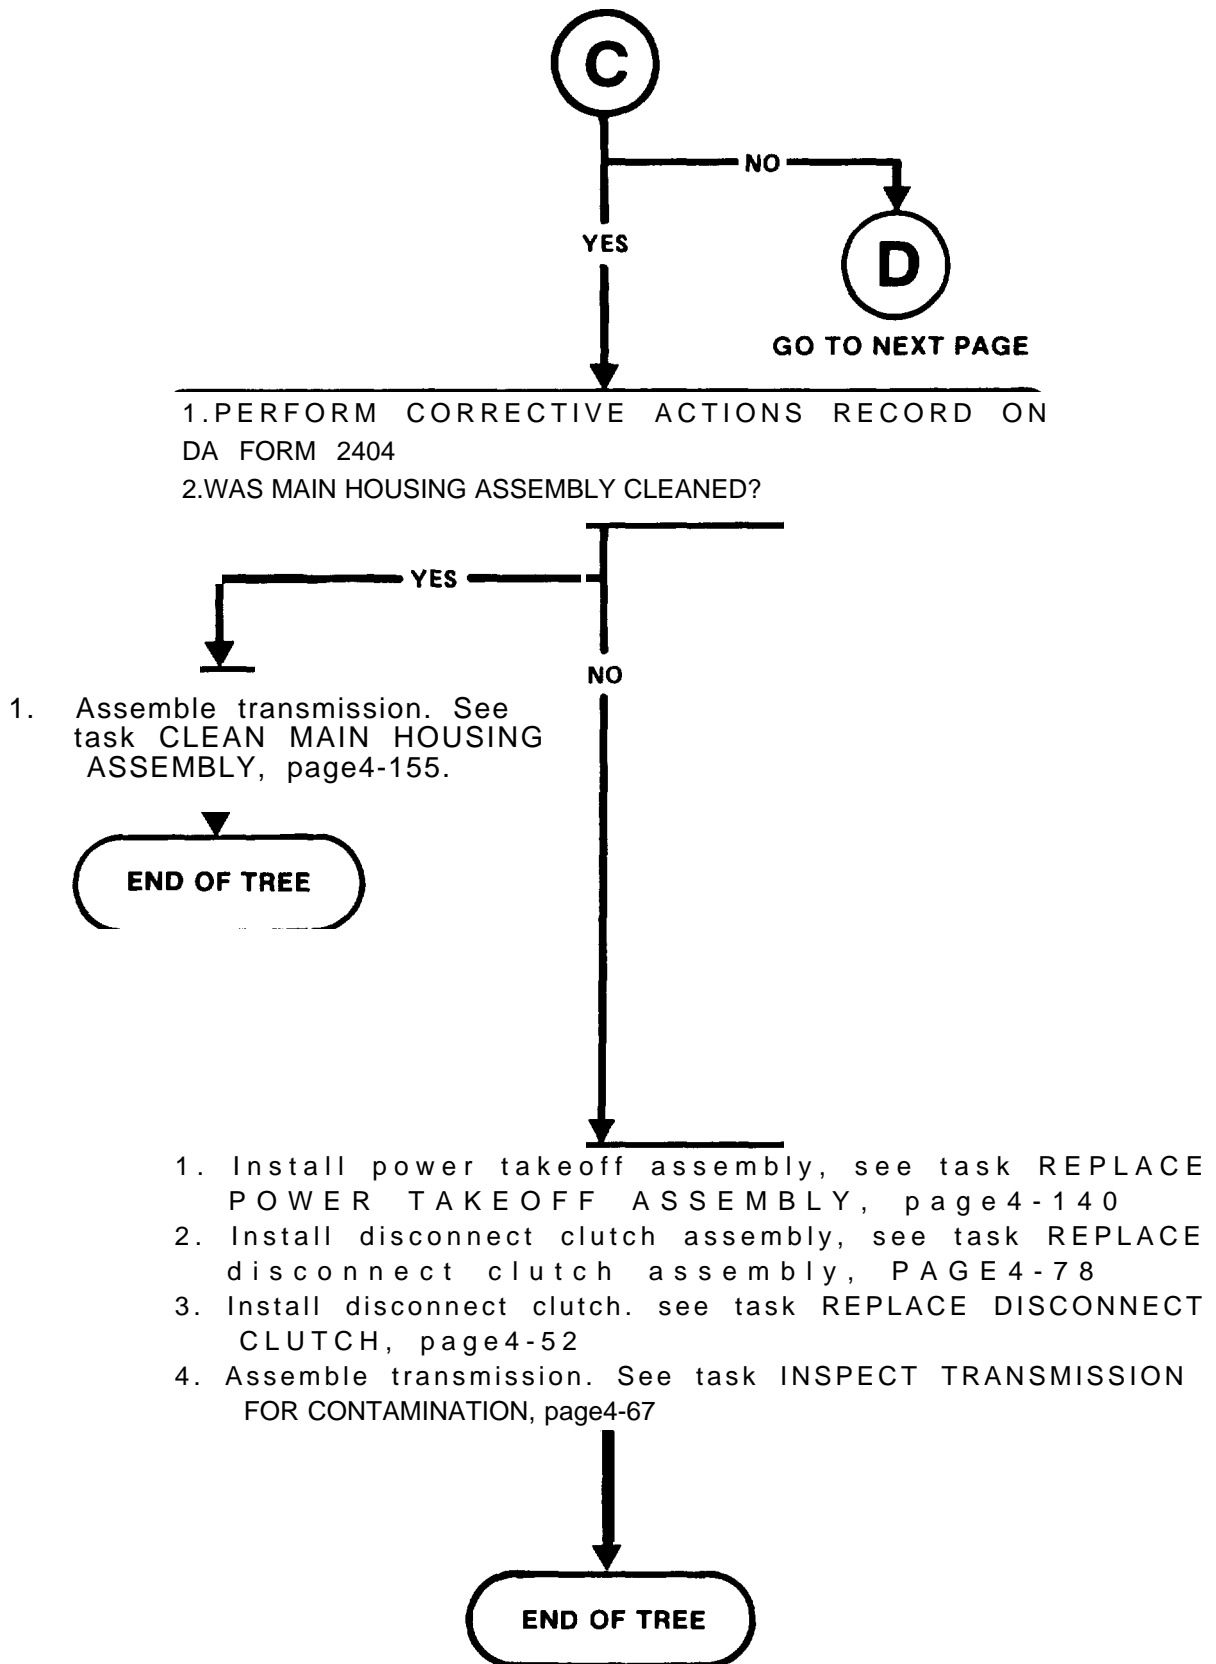 C
NO
YES
D
GO TO NEXT PAGE
1.PERFORM CORRECTIVE ACTIONS RECORD ON
DA FORM 2404
2.WAS MAIN HOUSING ASSEMBLY CLEANED?
YES
NO
1. Assemble transmission. See
task CLEAN MAIN HOUSING
ASSEMBLY, page4-155.
END OF TREE
1. Install power takeoff assembly, see task REPLACE
POWER TAKEOFF ASSEMBLY, page4-140
2. Install disconnect clutch assembly, see task REPLACE
disconnect clutch assembly, PAGE4-78
3. Install disconnect clutch. see task REPLACE DISCONNECT
CLUTCH, page4-52
4. Assemble transmission. See task INSPECT TRANSMISSION
FOR CONTAMINATION, page4-67
END OF TREE